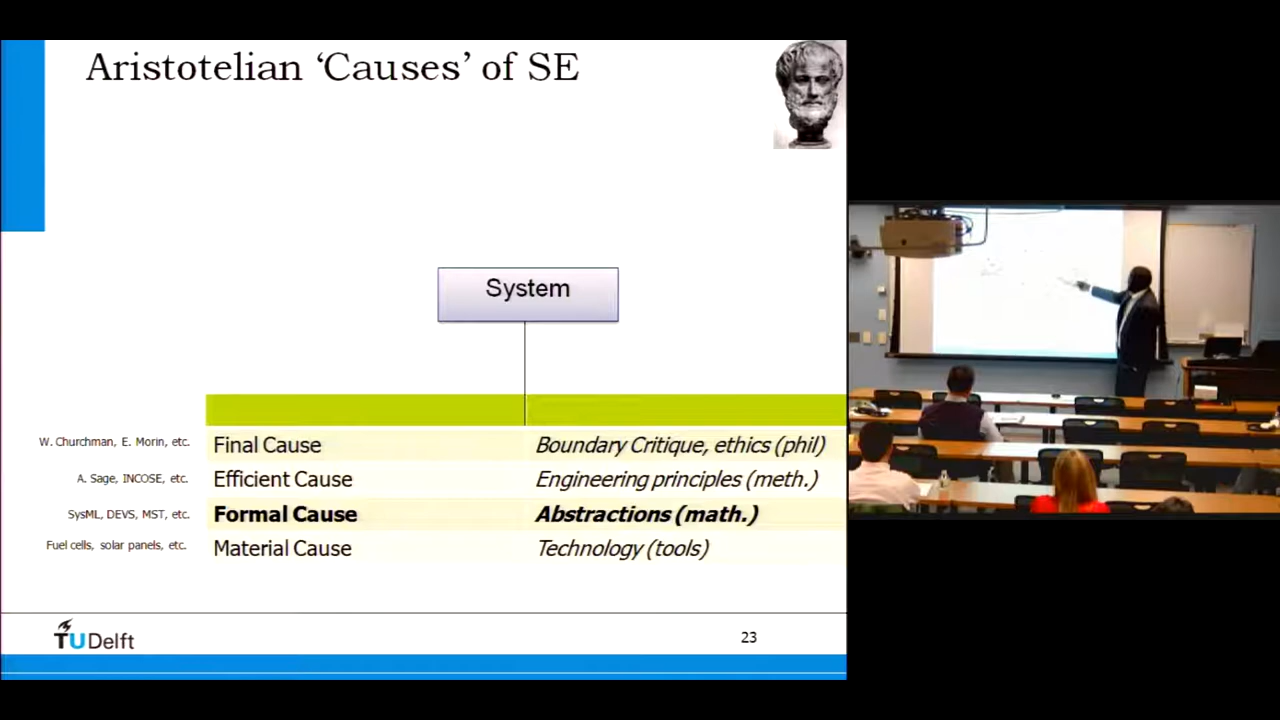 Aristotelian ‘Causes’ of SE
System
W. Churchman, E. Morin, etc. Final Cause Boundary Critique, ethics (phil)
A. Sage, INCOSE, etc. Efficient Cause Engineering principles (meth.)
SysML, DEVS, MST, etc. Formal Cause Abstractions (math.)
Fuel cells, solar panels, etc. Material Cause Technology (tools)
TU Delft
23